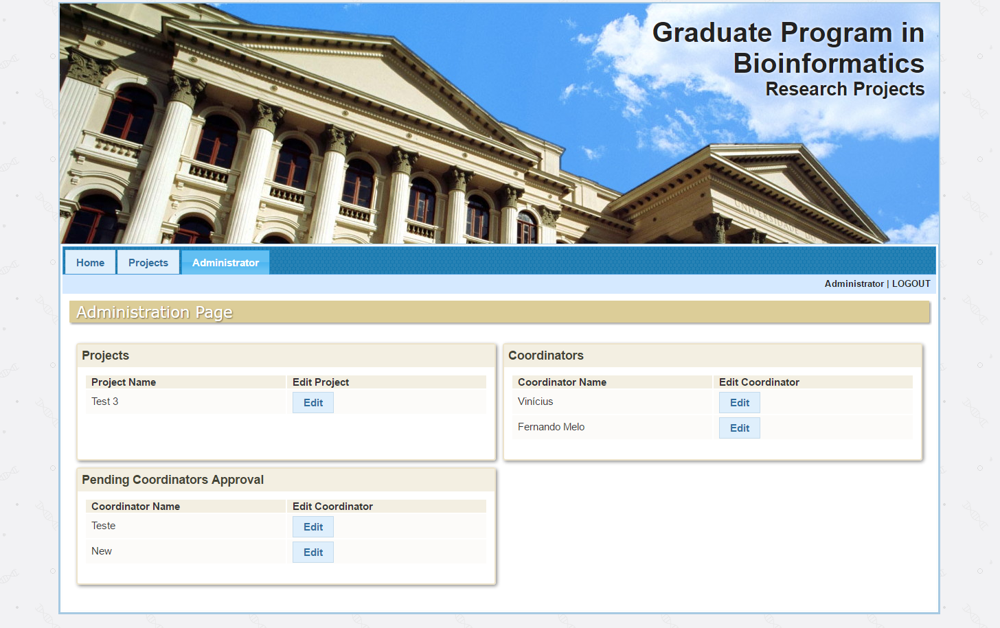 Graduate Program in
Bioinformatics
Research Projects
UNIVERSIDADE
Home Projects Administrator
Administrator | LOGOUT
Administration Page
Projects
Project Name Edit Project
Test 3 Edit
Coordinators
Coordinator Name Edit Coordinator
Vinícius Edit
Fernando Melo Edit
Pending Coordinators Approval
Coordinator Name Edit Coordinator
Teste Edit
New Edit